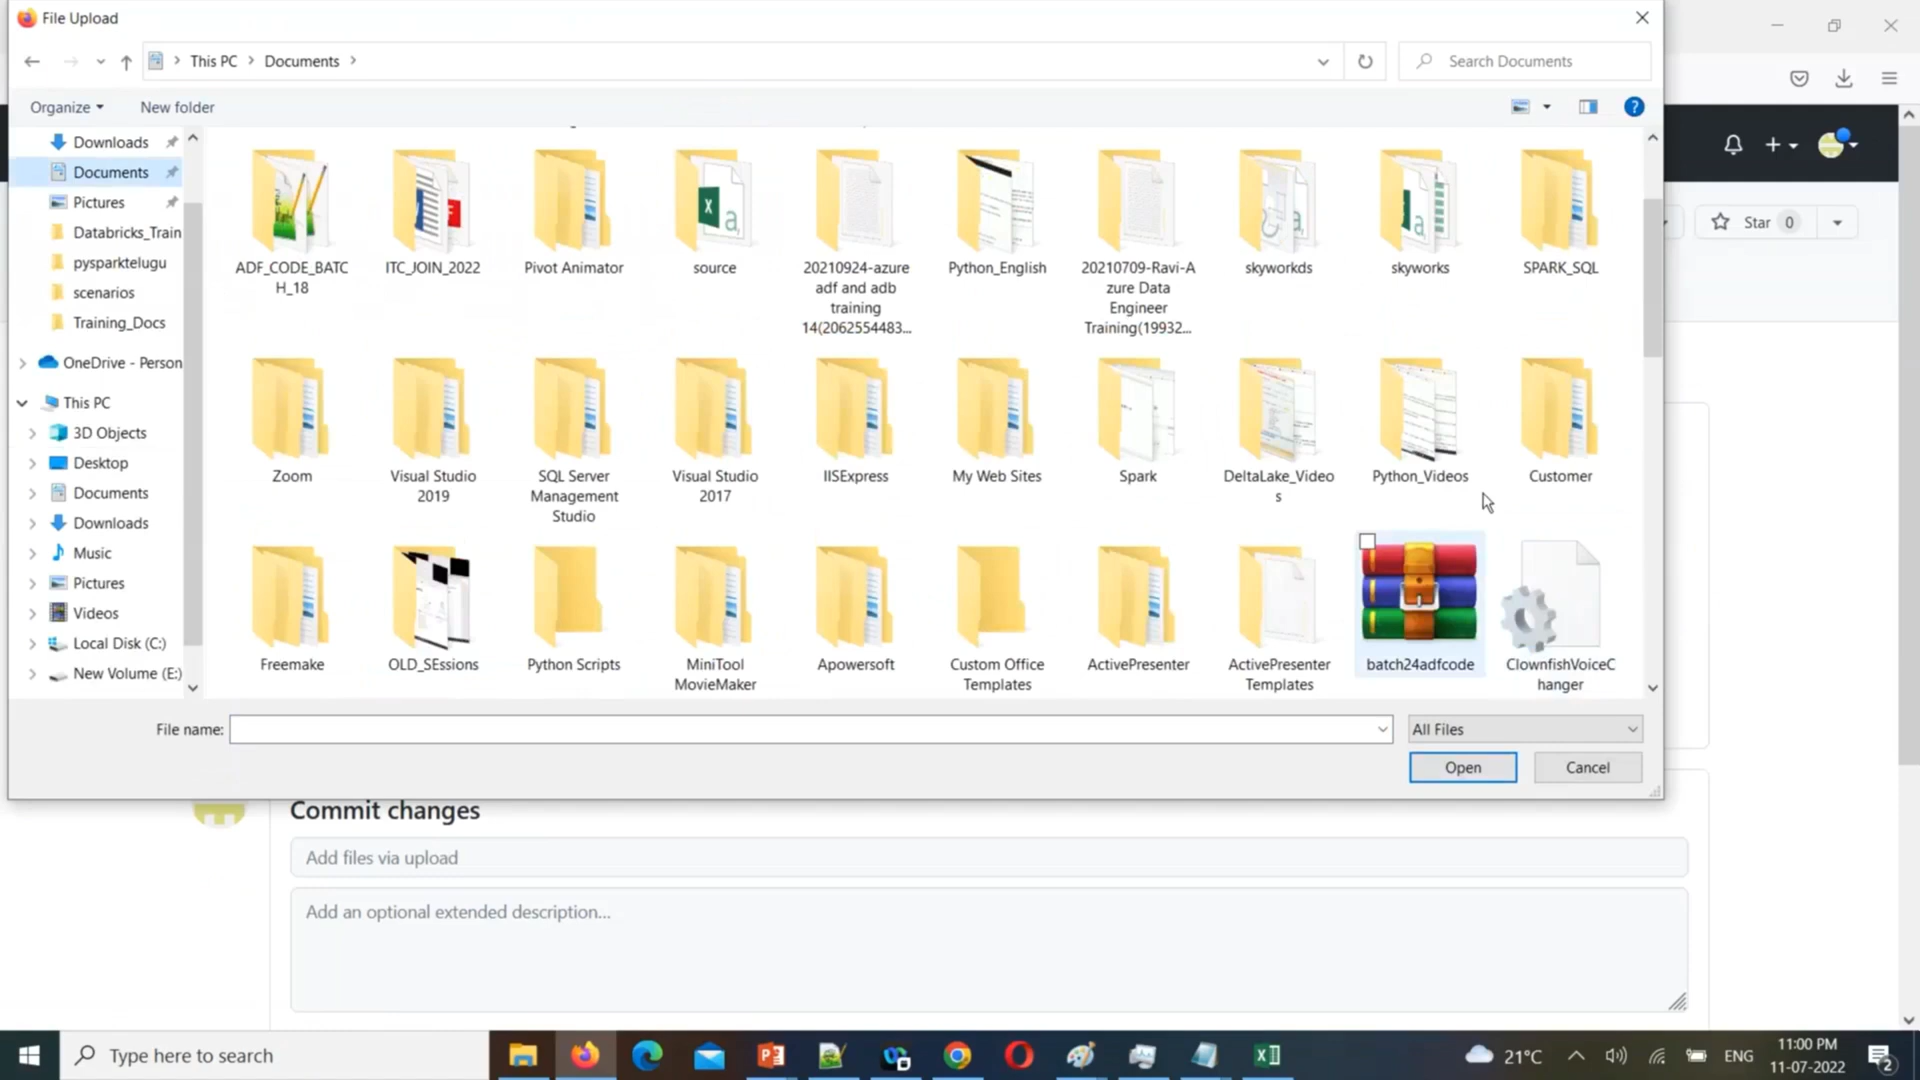 File Upload
This PC
Documents
Search Documents
Organize
New folder
?
Downloads
Documents
Pictures
Databricks_Train
pysparktelugu
scenarios
Training_Docs
OneDrive - Person
This PC
3D Objects
Desktop
Documents
Downloads
Music
Pictures
Videos
Local Disk (C:)
New Volume (E:)
ADF_CODE_BATC
H_18
ITC_JOIN_2022
Pivot Animator
source
20210924-azure
adf and adb
training
14(2062554483...
Python_English
20210709-Ravi-A
zure Data
Engineer
Training(19932...
skyworkds
skyworks
SPARK_SQL
Zoom
Visual Studio
2019
SQL Server
Management
Studio
Visual Studio
2017
IISExpress
My Web Sites
Spark
DeltaLake_Video
s
Python_Videos
Customer
Freemake
OLD_SEssions
Python Scripts
MiniTool
MovieMaker
Apowersoft
Custom Office
Templates
ActivePresenter
ActivePresenter
Templates
batch24adfcode
ClownfishVoiceC
hanger
File name:
All Files
Open
Cancel
Star 0
Commit changes
Add files via upload
Add an optional extended description...
Type here to search
21°C
ENG
11:00 PM
11-07-2022
2